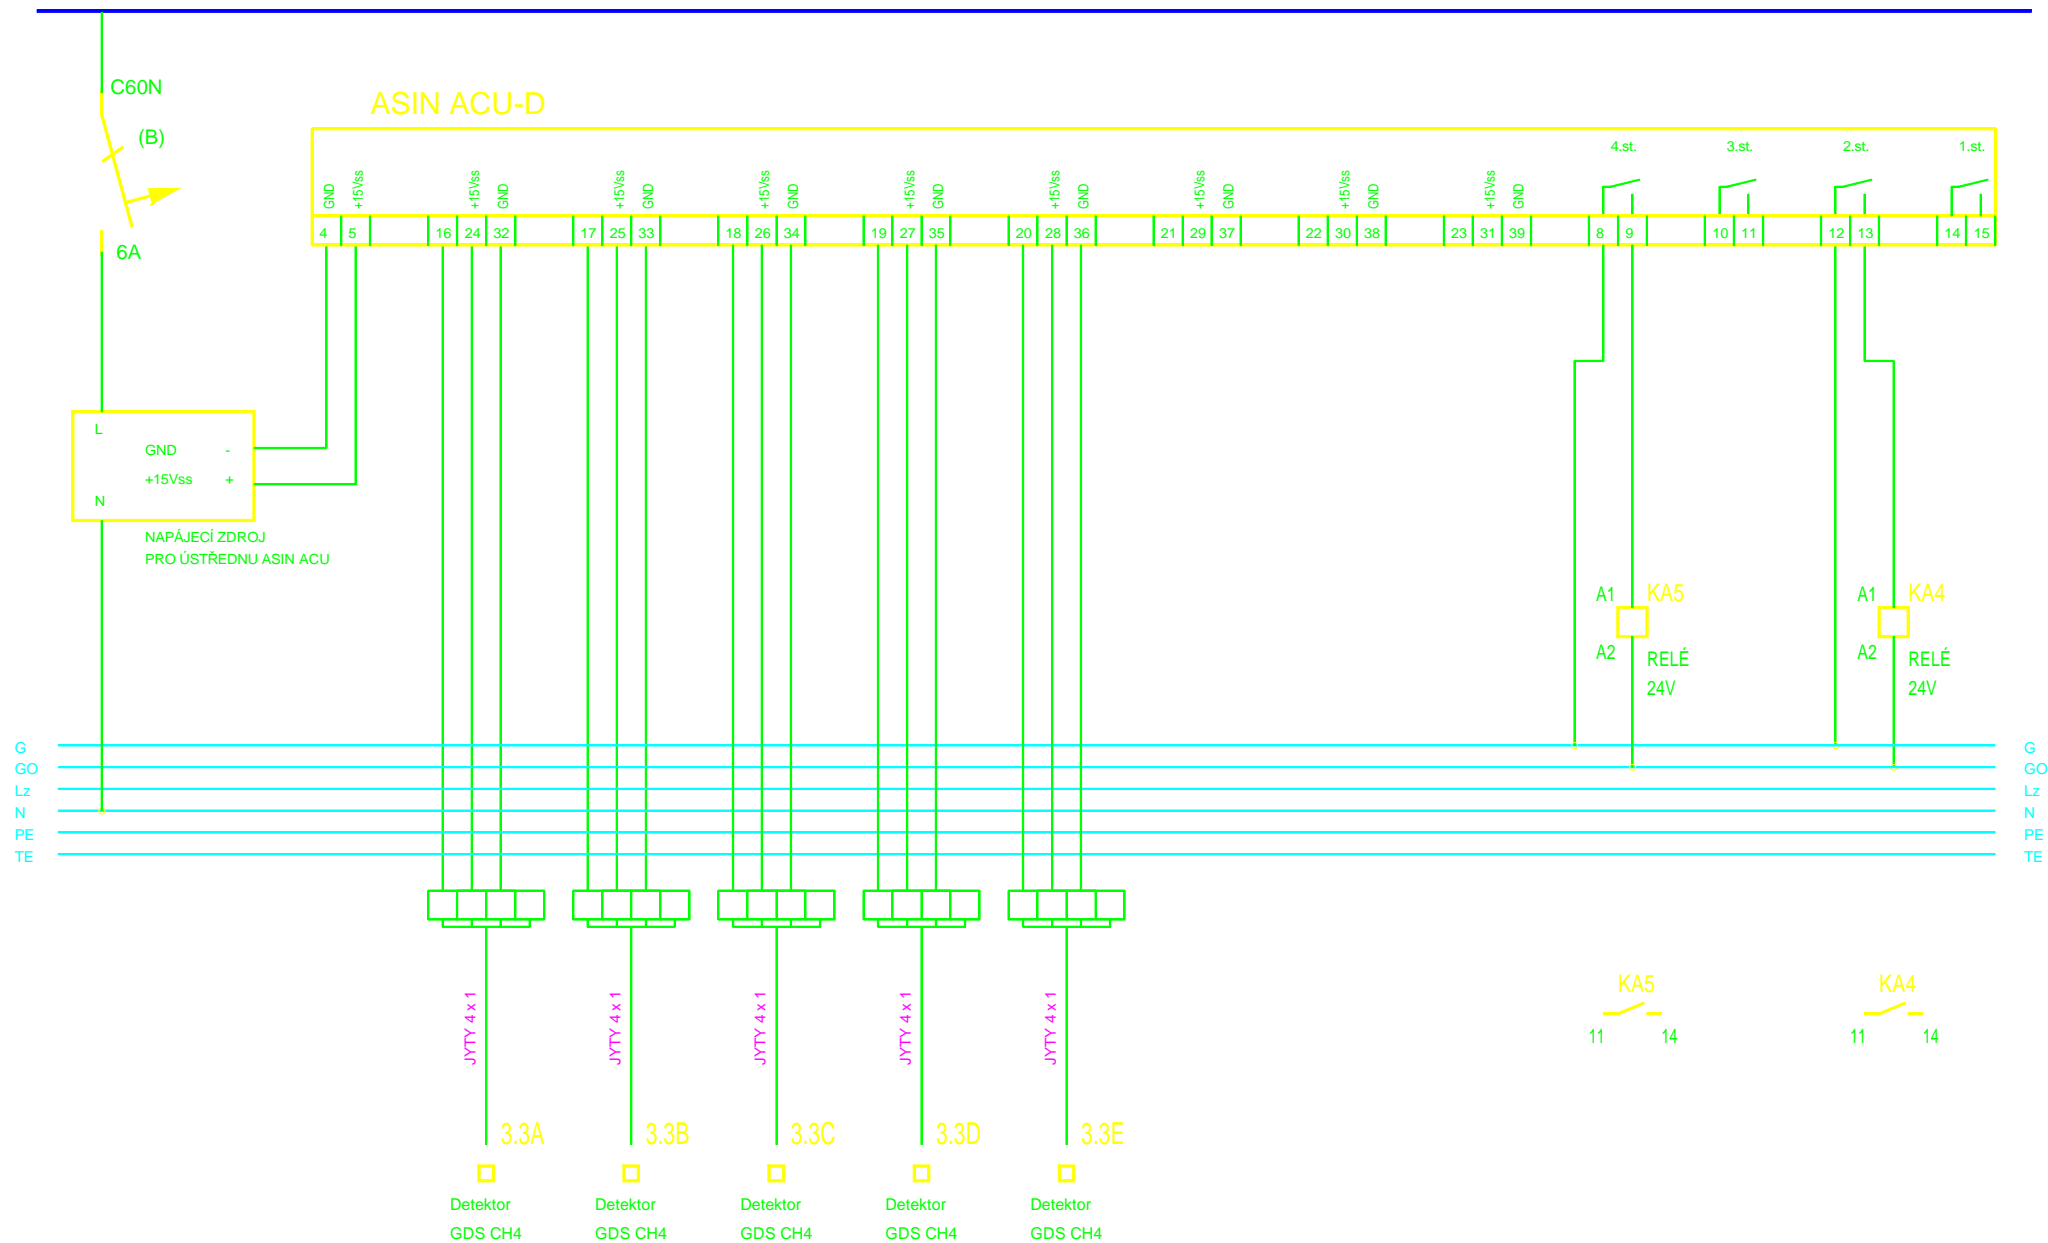 C60N
(B)
6A
ASIN ACU-D
4.st. 3.st. 2.st. 1.st.
GND +15Vss +15Vss GND +15Vss GND +15Vss GND +15Vss GND +15Vss GND +15Vss GND +15Vss GND +15Vss GND
4 5 16 24 32 17 25 33 18 26 34 19 27 35 20 28 36 21 29 37 22 30 38 23 31 39 8 9 10 11 12 13 14 15
L
GND -
+15Vss +
N
NAPÁJECÍ ZDROJ
PRO ÚSTŘEDNU ASIN ACU
A1 KA5 A1 KA4
A2 RELÉ A2 RELÉ
24V 24V
G G
GO GO
Lz Lz
N N
PE PE
TE TE
JYTY 4 x 1 JYTY 4 x 1 JYTY 4 x 1 JYTY 4 x 1 JYTY 4 x 1
KA5 KA4
11 14 11 14
3.3A 3.3B 3.3C 3.3D 3.3E
Detektor Detektor Detektor Detektor Detektor
GDS CH4 GDS CH4 GDS CH4 GDS CH4 GDS CH4